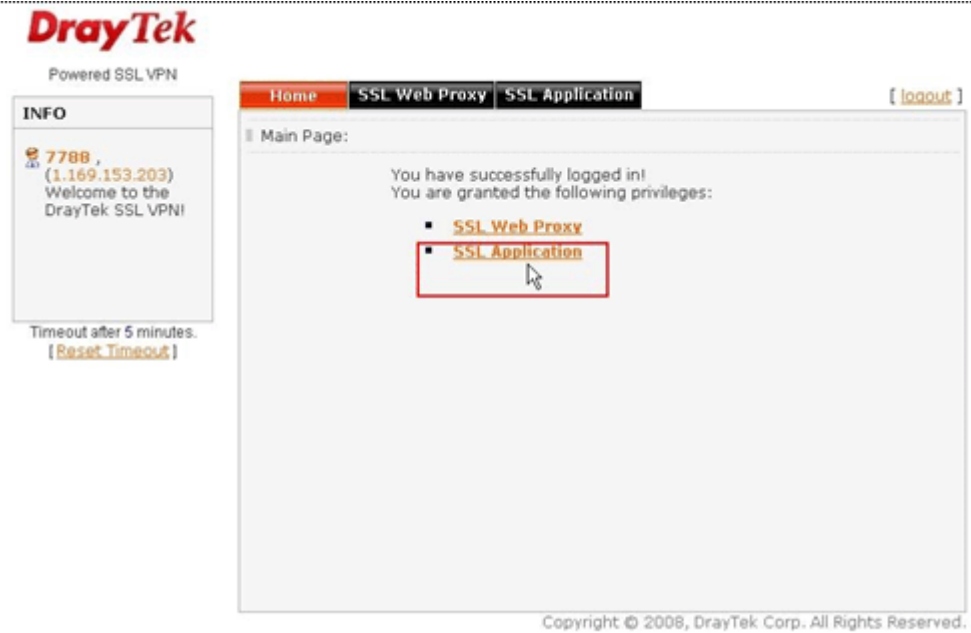 DrayTek
Powered SSL VPN
INFO
7788 ,
(1.169.153.203)
Welcome to the
DrayTek SSL VPN!
Timeout after 5 minutes.
[Reset Timeout]
Home SSL Web Proxy SSL Application [ logout ]
Main Page:
You have successfully logged in!
You are granted the following privileges:
SSL Web Proxy
SSL Application
Copyright © 2008, DrayTek Corp. All Rights Reserved.